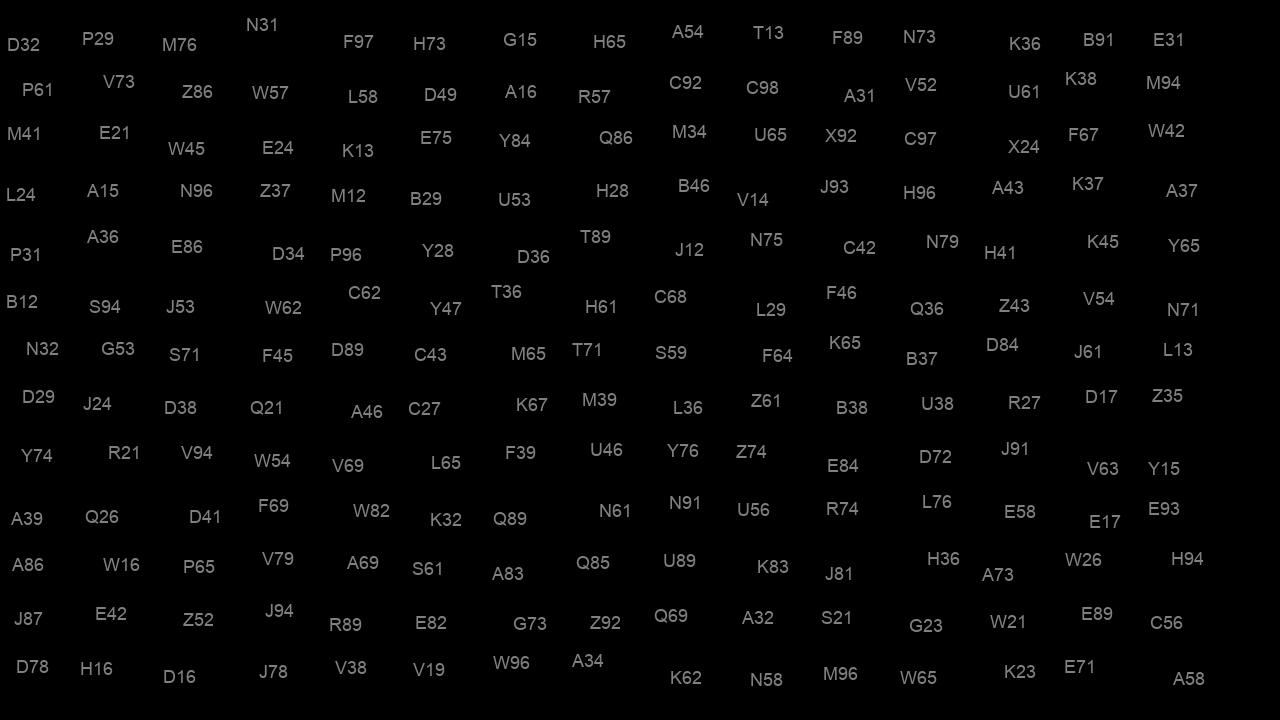 D32 P29 M76 N31 F97 H73 G15 H65 A54 T13 F89 N73 K36 B91 E31
P61 V73 Z86 W57 L58 D49 A16 R57 C92 C98 A31 V52 U61 K38 M94
M41 E21 W45 E24 K13 E75 Y84 Q86 M34 U65 X92 C97 X24 F67 W42
L24 A15 N96 Z37 M12 B29 U53 H28 B46 V14 J93 H96 A43 K37 A37
P31 A36 E86 D34 P96 Y28 D36 T89 J12 N75 C42 N79 H41 K45 Y65
B12 S94 J53 W62 C62 Y47 T36 H61 C68 L29 F46 Q36 Z43 V54 N71
N32 G53 S71 F45 D89 C43 M65 T71 S59 F64 K65 B37 D84 J61 L13
D29 J24 D38 Q21 A46 C27 K67 M39 L36 Z61 B38 U38 R27 D17 Z35
Y74 R21 V94 W54 V69 L65 F39 U46 Y76 Z74 E84 D72 J91 V63 Y15
A39 Q26 D41 F69 W82 K32 Q89 N61 N91 U56 R74 L76 E58 E17 E93
A86 W16 P65 V79 A69 S61 A83 Q85 U89 K83 J81 H36 A73 W26 H94
J87 E42 Z52 J94 R89 E82 G73 Z92 Q69 A32 S21 G23 W21 E89 C56
D78 H16 D16 J78 V38 V19 W96 A34 K62 N58 M96 W65 K23 E71 A58